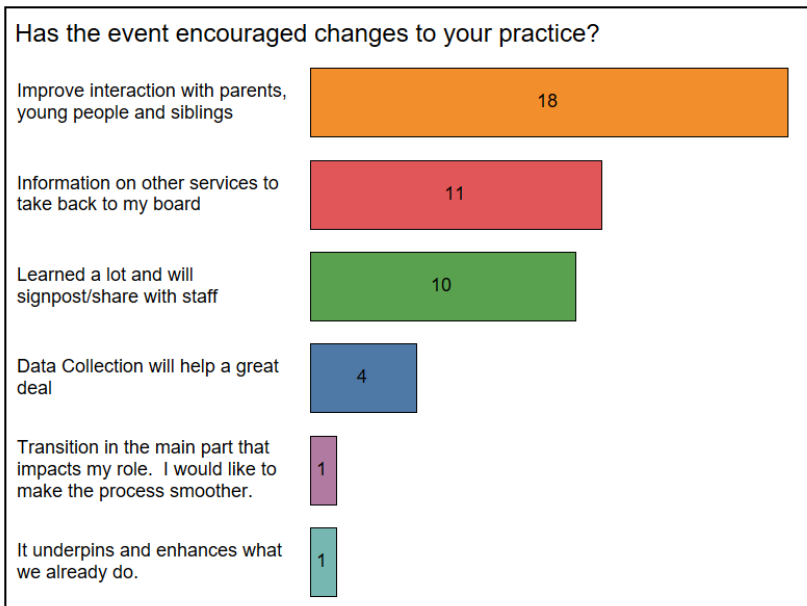 Has the event encouraged changes to your practice?
Improve interaction with parents,
young people and siblings
18
Information on other services to
take back to my board
11
Learned a lot and will
signpost/share with staff
10
Data Collection will help a great
deal
4
Transition in the main part that
impacts my role.  I would like to
make the process smoother.
1
It underpins and enhances what
we already do.
1